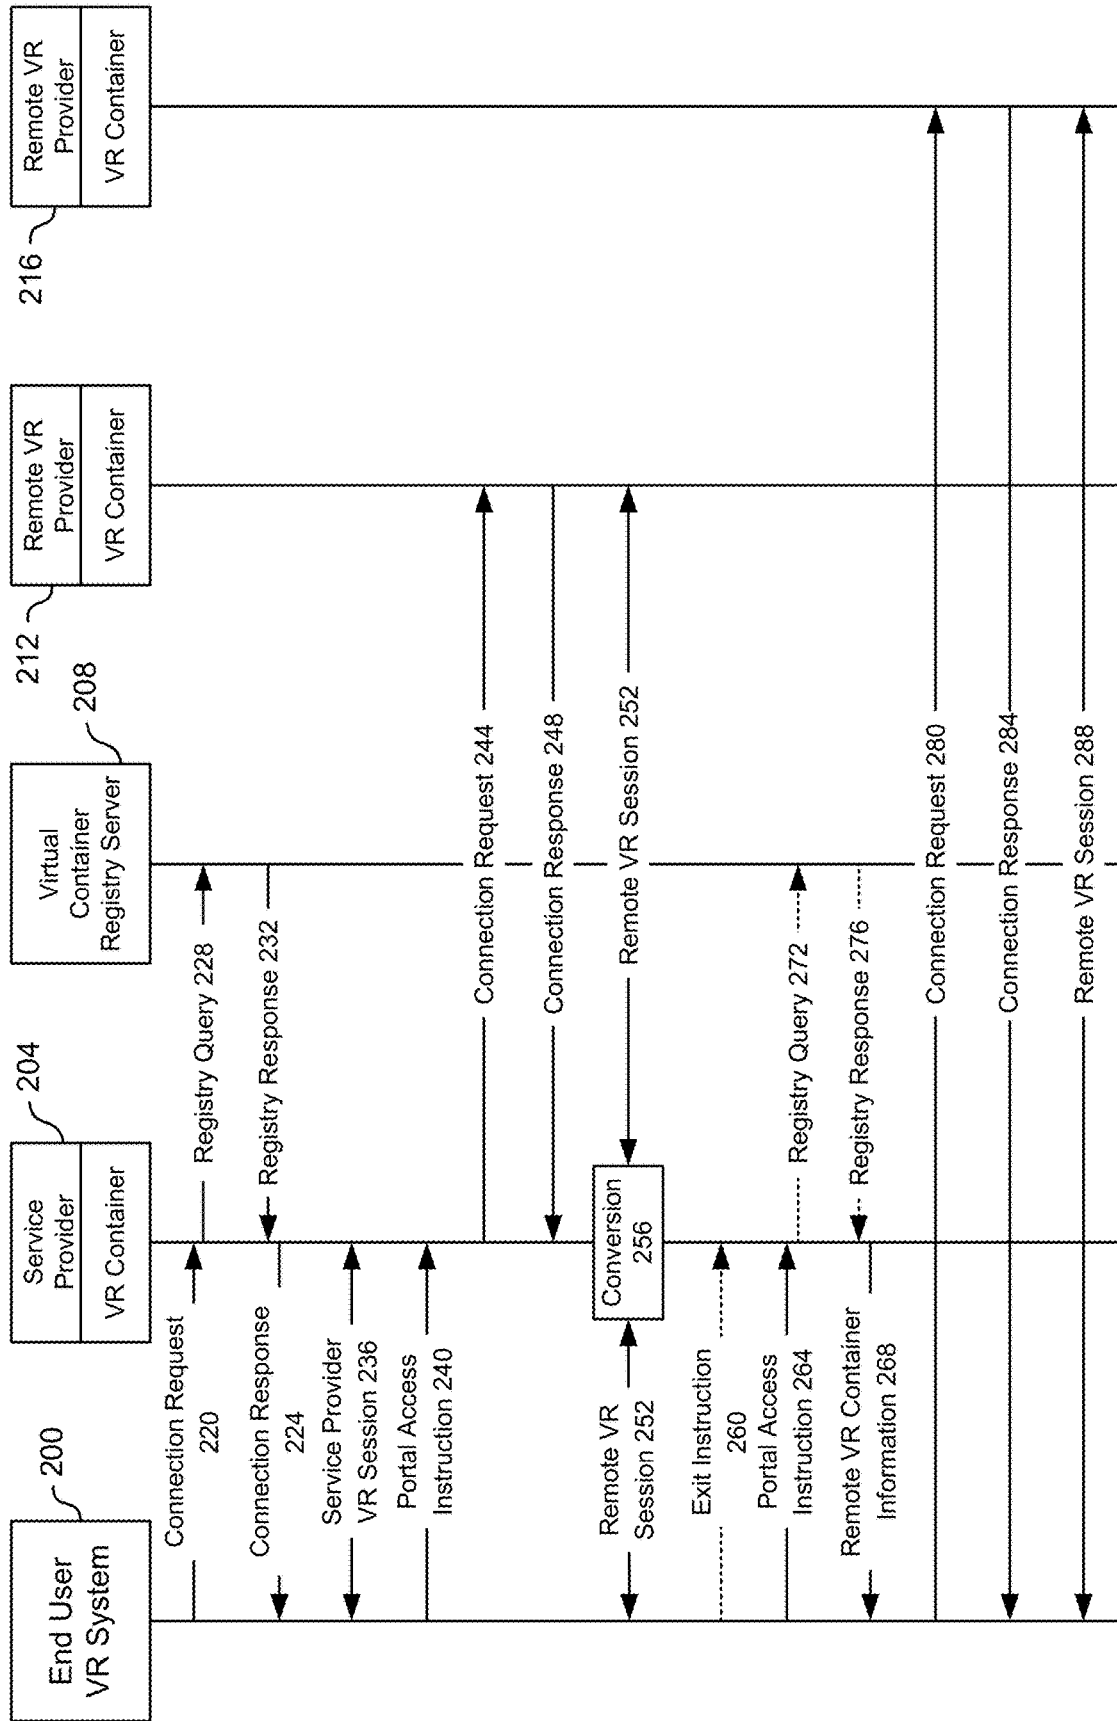 End User
VR System
200
Service
Provider
VR Container
204
Virtual
Container
Registry Server
208
Remote VR
Provider
VR Container
212
Remote VR
Provider
VR Container
216
Connection Request
220
Registry Query 228
Registry Response 232
Connection Response
224
Service Provider
VR Session 236
Portal Access
Instruction 240
Connection Request 244
Connection Response 248
Remote VR
Session 252
Conversion
256
Remote VR Session 252
Exit Instruction
260
Portal Access
Instruction 264
Registry Query 272
Registry Response 276
Remote VR Container
Information 268
Connection Request 280
Connection Response 284
Remote VR Session 288